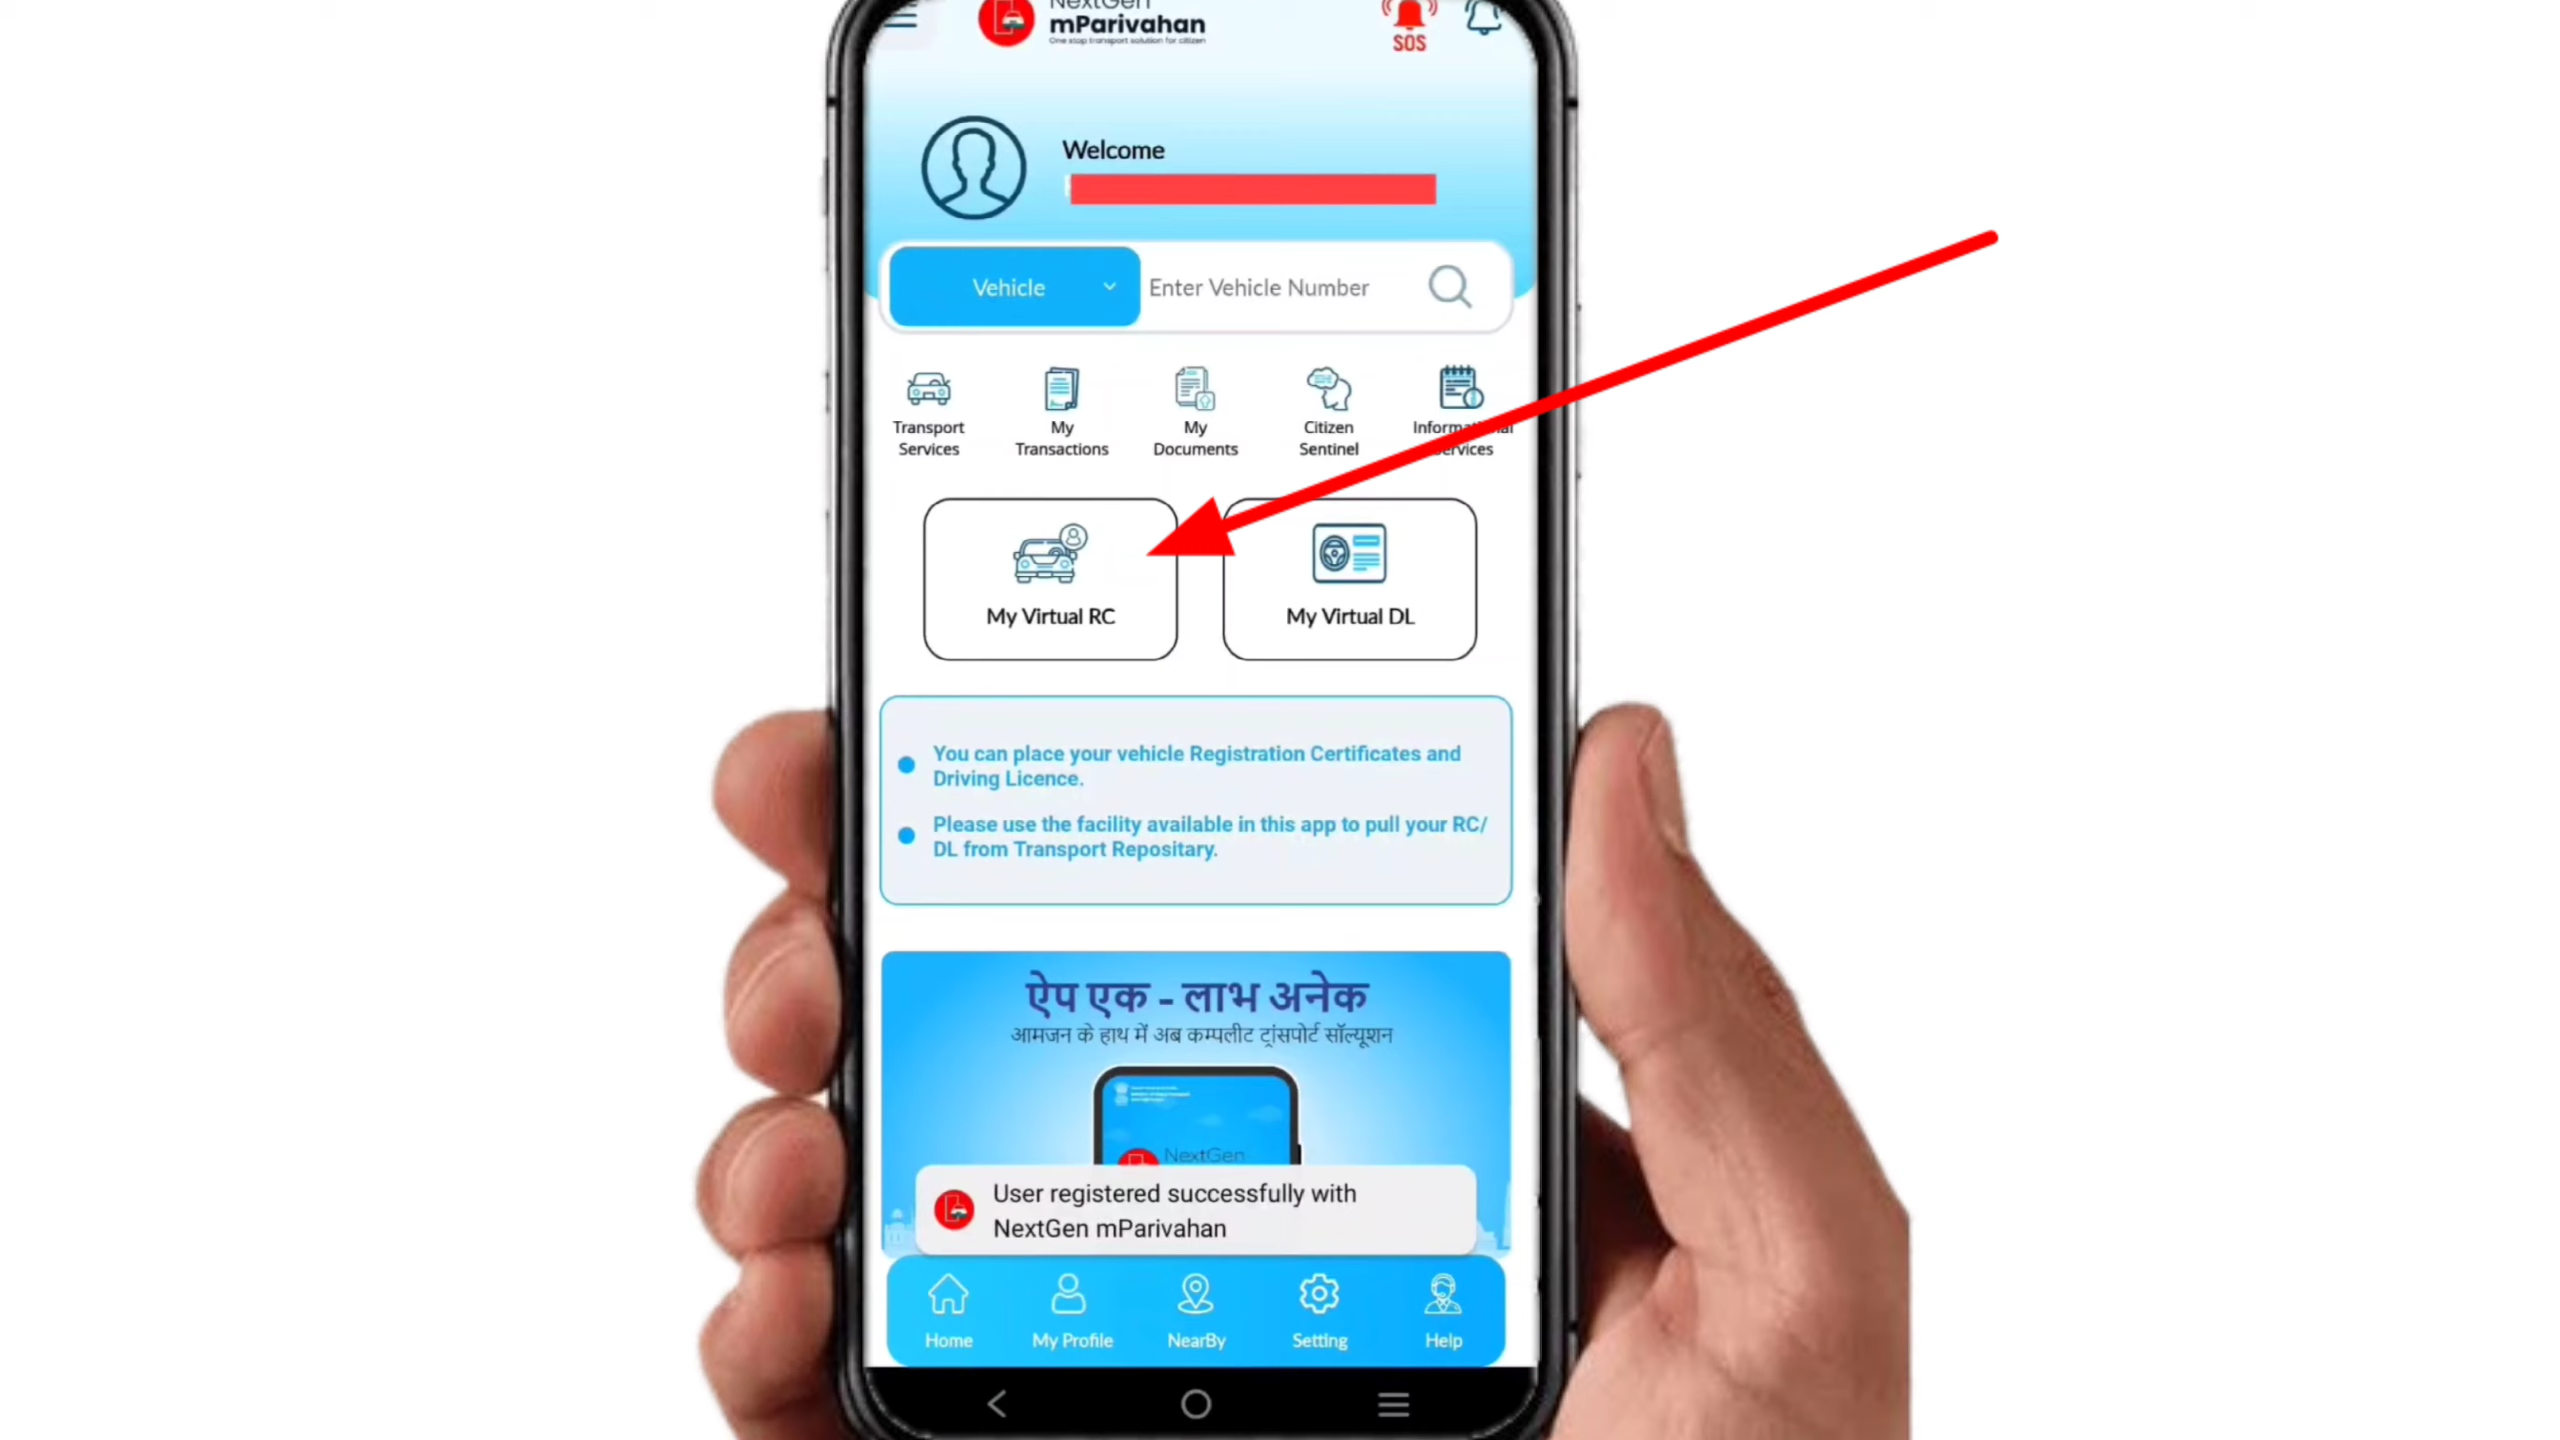 NextGen
mParivahan
One stop transport solution for citizen
SOS
Welcome
Vehicle
Enter Vehicle Number
Transport
Services
My
Transactions
My
Documents
Citizen
Sentinel
My Virtual RC
My Virtual DL
You can place your vehicle Registration Certificates and
Driving Licence.
Please use the facility available in this app to pull your RC/
DL from Transport Repositary.
ऐप एक - लाभ अनेक
आमजन के हाथ में अब कम्पलीट ट्रांसपोर्ट सॉल्यूशन
NextGen
User registered successfully with
NextGen mParivahan
Home
My Profile
NearBy
Setting
Help